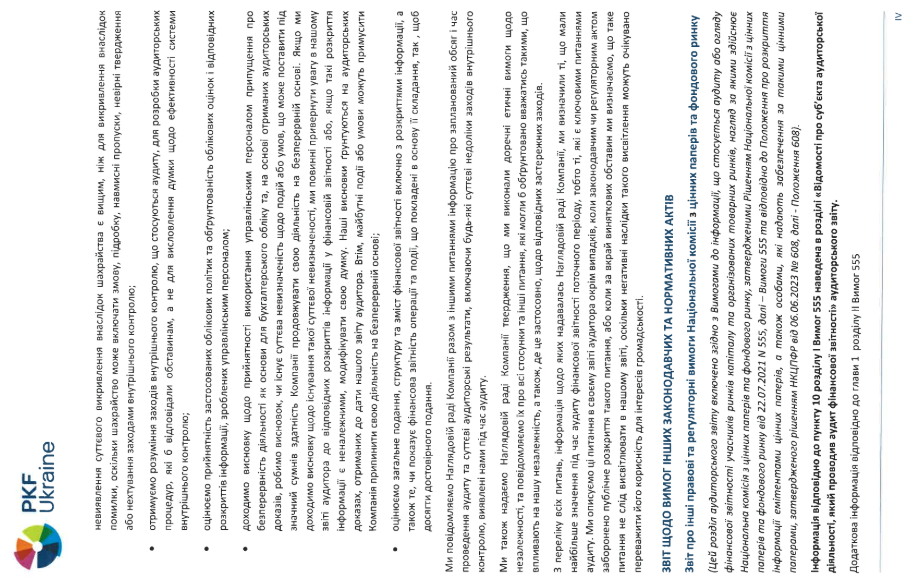 PKF
Ukraine
невиявлення суттєвого викривлення внаслідок шахрайства є вищим, ніж для викривлення внаслідок
помилки, оскільки шахрайство може включати змову, підробку, навмисні пропуски, невірні твердження
або нехтування заходами внутрішнього контролю;
• отримуємо розуміння заходів внутрішнього контролю, що стосуються аудиту, для розробки аудиторських
процедур, які б відповідали обставинам, а не для висловлення думки щодо ефективності системи
внутрішнього контролю;
• оцінюємо прийнятність застосованих облікових політик та обґрунтованість облікових оцінок і відповідних
розкриттів інформації, зроблених управлінським персоналом;
• доходимо висновку щодо прийнятності використання управлінським персоналом припущення про
безперервність діяльності як основи для бухгалтерського обліку та, на основі отриманих аудиторських
доказів, робимо висновок, чи існує суттєва невизначеність щодо подій або умов, що може поставити під
значний сумнів здатність Компанії продовжувати свою діяльність на безперервній основі. Якщо ми
доходимо висновку щодо існування такої суттєвої невизначеності, ми повинні привернути увагу в нашому
звіті аудитора до відповідних розкриттів інформації у фінансовій звітності або, якщо такі розкриття
інформації є неналежними, модифікувати свою думку. Наші висновки ґрунтуються на аудиторських
доказах, отриманих до дати нашого звіту аудитора. Втім, майбутні події або умови можуть примусити
Компанія припинити свою діяльність на безперервній основі;
• оцінюємо загальне подання, структуру та зміст фінансової звітності включно з розкриттями інформації, а
також те, чи показує фінансова звітність операції та події, що покладені в основу її складання, так , щоб
досягти достовірного подання.
Ми повідомляємо Наглядовій раді Компанії разом з іншими питаннями інформацію про запланований обсяг і час
проведення аудиту та суттєві аудиторські результати, включаючи будь-які суттєві недоліки заходів внутрішнього
контролю, виявлені нами під час аудиту.
Ми також надаємо Наглядовій раді Компанії твердження, що ми виконали доречні етичні вимоги щодо
незалежності, та повідомляємо їх про всі стосунки та інші питання, які могли б обґрунтовано вважатись такими, що
впливають на нашу незалежність, а також, де це застосовно, щодо відповідних застережних заходів.
З переліку всіх питань, інформація щодо яких надавалась Наглядовій раді Компанії, ми визначили ті, що мали
найбільше значення під час аудиту фінансової звітності поточного періоду, тобто ті, які є ключовими питаннями
аудиту. Ми описуємо ці питання в своєму звіті аудитора окрім випадків, коли законодавчим чи регуляторним актом
заборонено публічне розкриття такого питання, або коли за вкрай виняткових обставин ми визначаємо, що таке
питання не слід висвітлювати в нашому звіті, оскільки негативні наслідки такого висвітлення можуть очікувано
переважити його корисність для інтересів громадськості.
ЗВІТ ЩОДО ВИМОГ ІНШИХ ЗАКОНОДАВЧИХ ТА НОРМАТИВНИХ АКТІВ
Звіт про інші правові та регуляторні вимоги Національної комісії з цінних паперів та фондового ринку
(Цей розділ аудиторського звіту включено згідно з Вимогами до інформації, що стосується аудиту або огляду
фінансової звітності учасників ринків капіталу та організованих товарних ринків, нагляд за якими здійснює
Національна комісія з цінних паперів та фондового ринку, затвердженими Рішенням Національної комісії з цінних
паперів та фондового ринку від 22.07.2021 N 555, далі – Вимоги 555 та відповідно до Положення про розкриття
інформації емітентами цінних паперів, а також особами, які надають забезпечення за такими цінними
паперами, затвердженого рішенням НКЦПФР від 06.06.2023 № 608, далі - Положення 608).
Інформація відповідно до пункту 10 розділу І Вимог 555 наведена в розділі «Відомості про суб'єкта аудиторської
діяльності, який проводив аудит фінансової звітності» аудиторського звіту.
Додаткова інформація відповідно до глави 1 розділу ІІ Вимог 555
IV